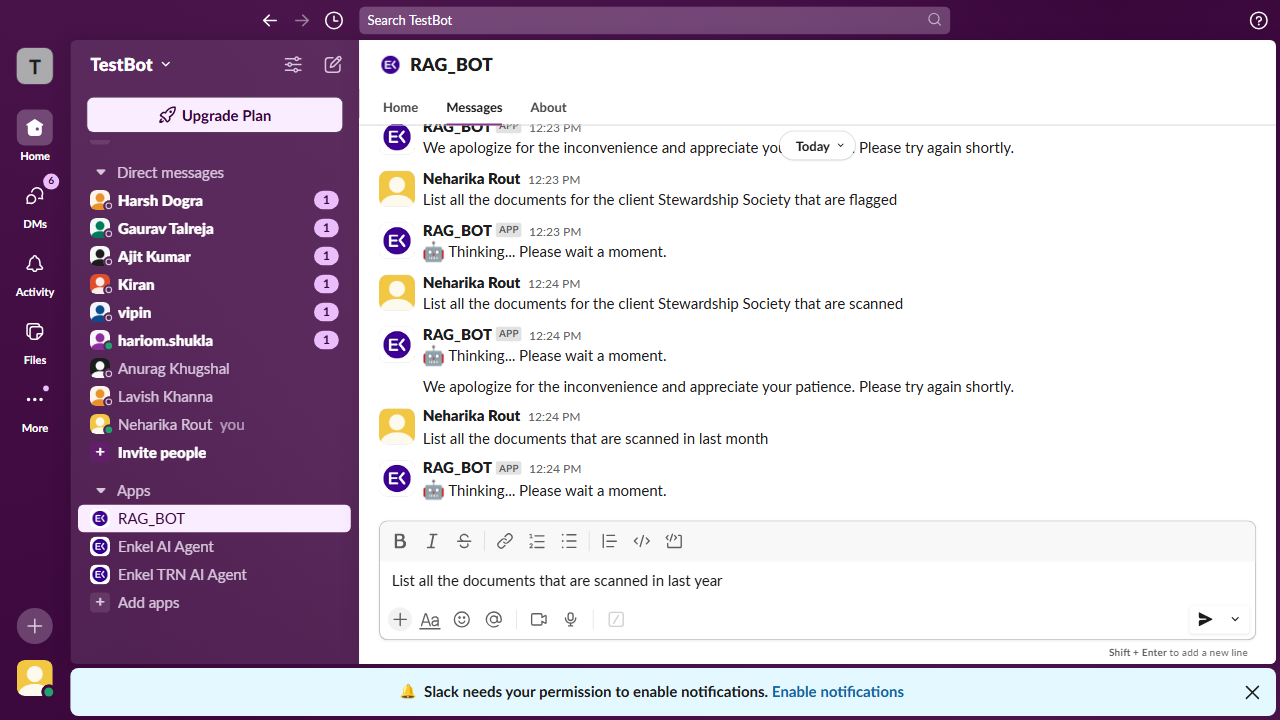 Search TestBot
T
TestBot
Upgrade Plan
Home
6
DMs
Activity
Files
More
Direct messages
Harsh Dogra 1
Gaurav Talreja 1
Ajit Kumar 1
Kiran 1
vipin 1
hariom.shukla 1
Anurag Khugshal
Lavish Khanna
Neharika Rout you
Invite people
Apps
RAG_BOT
Enkel AI Agent
Enkel TRN AI Agent
Add apps
EK RAG_BOT
Home Messages About
Today
RAG_BOT APP 12:23 PM
We apologize for the inconvenience and appreciate Please try again shortly.
Neharika Rout 12:23 PM
List all the documents for the client Stewardship Society that are flagged
RAG_BOT APP 12:23 PM
Thinking... Please wait a moment.
Neharika Rout 12:24 PM
List all the documents for the client Stewardship Society that are scanned
RAG_BOT APP 12:24 PM
Thinking... Please wait a moment.
We apologize for the inconvenience and appreciate your patience. Please try again shortly.
Neharika Rout 12:24 PM
List all the documents that are scanned in last month
RAG_BOT APP 12:24 PM
Thinking... Please wait a moment.
List all the documents that are scanned in last year
Shift + Enter to add a new line
Slack needs your permission to enable notifications. Enable notifications